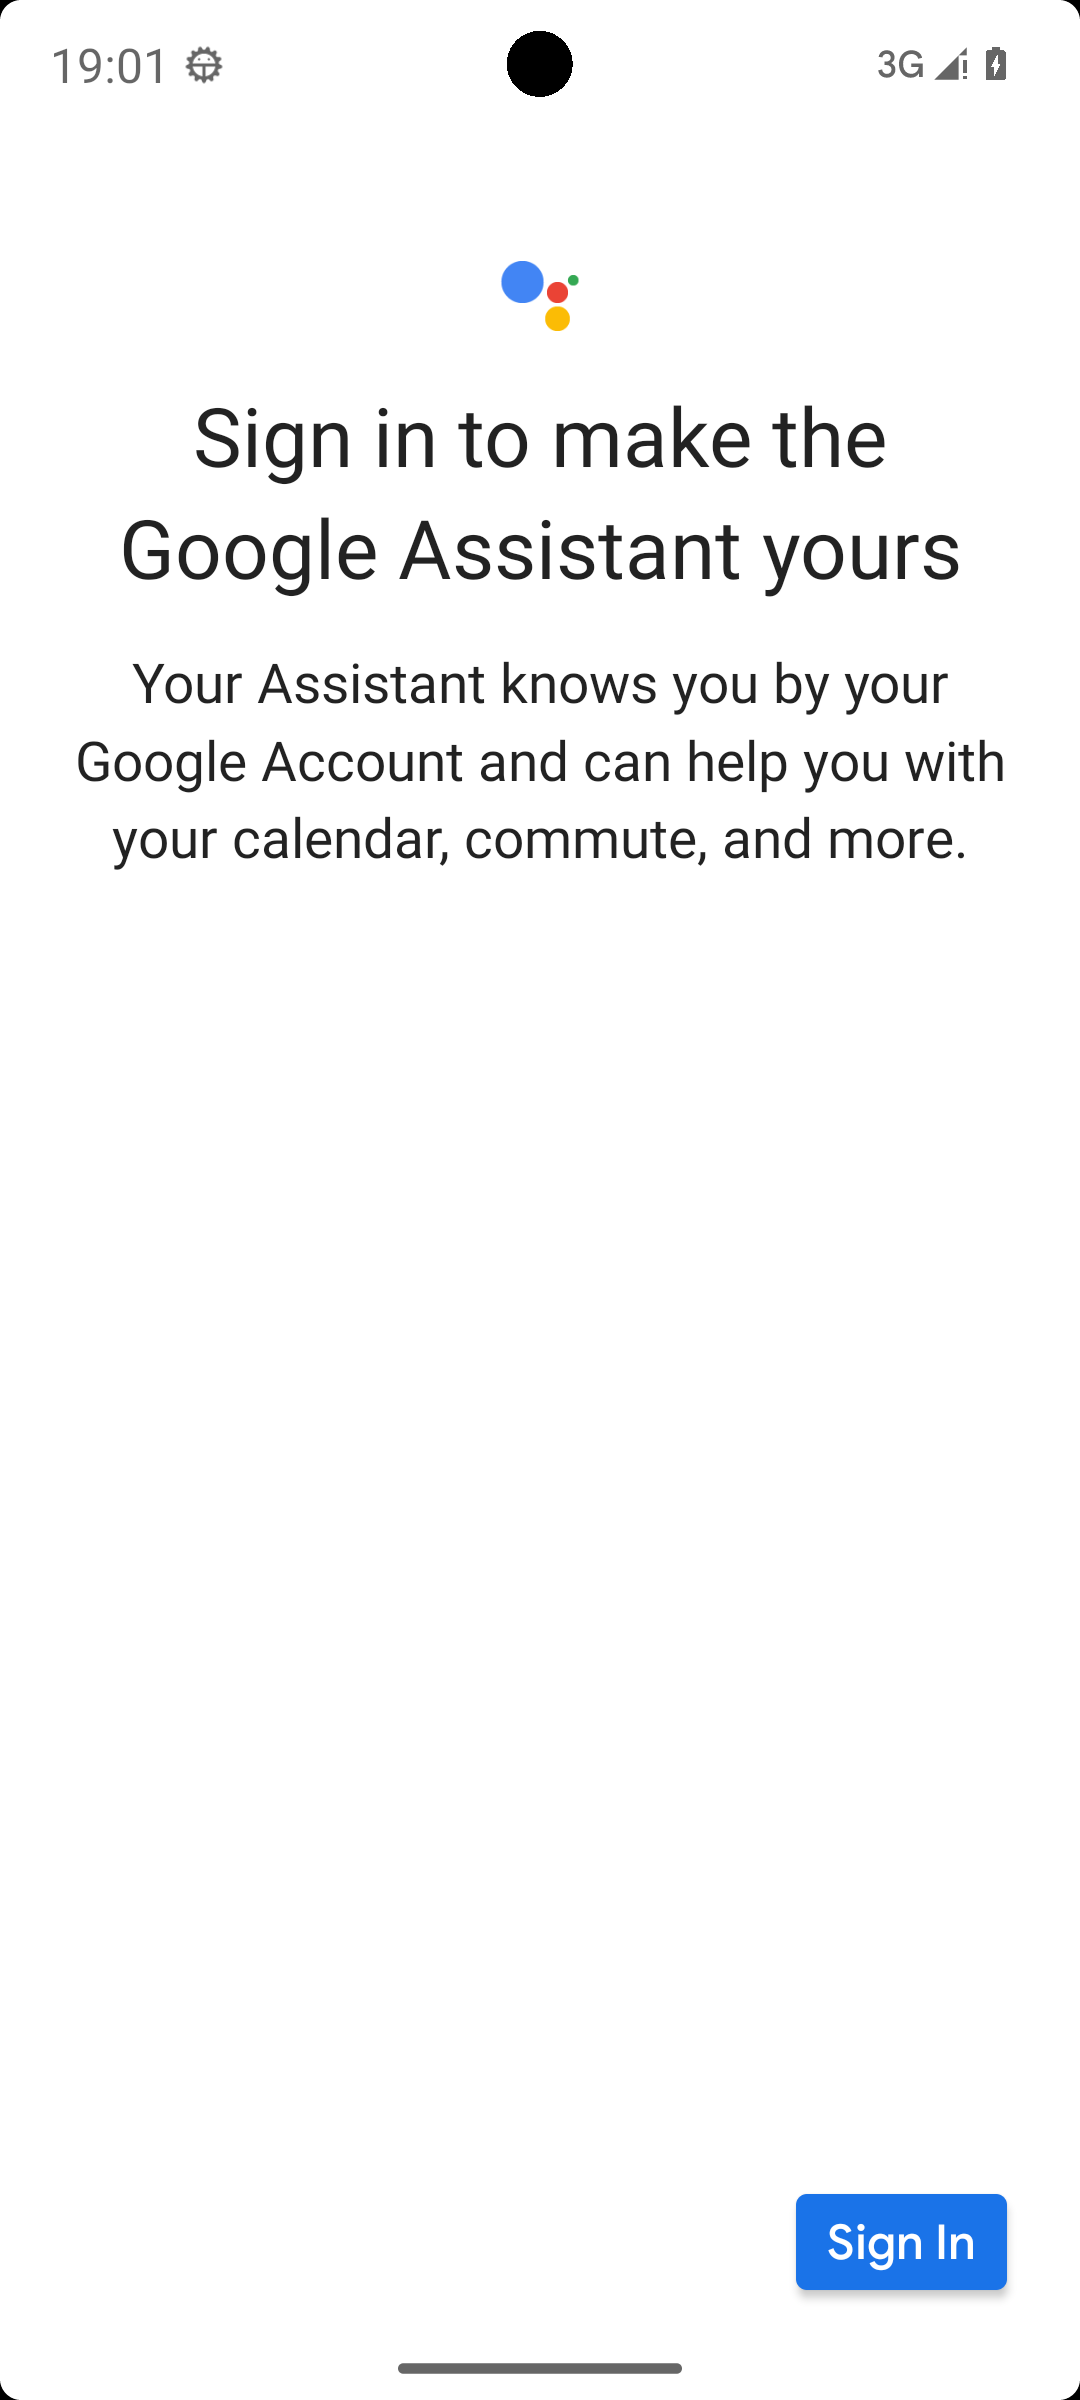 19:01
3G
Sign in to make the
Google Assistant yours
Your Assistant knows you by your
Google Account and can help you with
your calendar, commute, and more.
Sign In